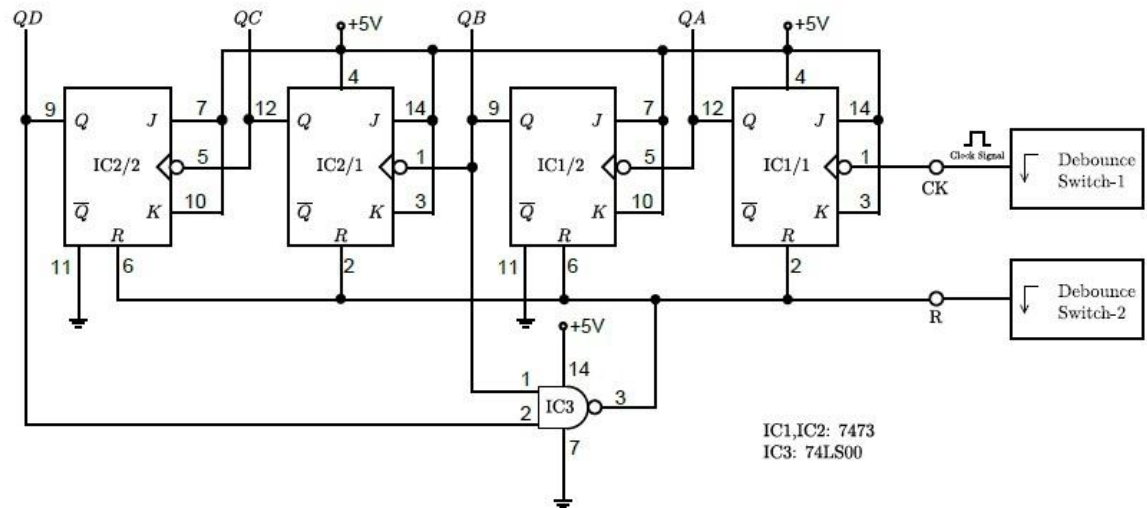 QD QC QB QA
+5V +5V
4 4
9 Q J 7 12 Q J 14 9 Q J 7 12 Q J 14
Clock Signal
IC2/2 5 IC2/1 1 IC1/2 5 IC1/1 1
CK
Debounce
Switch-1
Q̅ K 10 Q̅ K 3 Q̅ K 10 Q̅ K 3
R R R R
11 6 2 11 6 2
R
Debounce
Switch-2
+5V
14
1
2
IC3
3
7
IC1,IC2: 7473
IC3: 74LS00